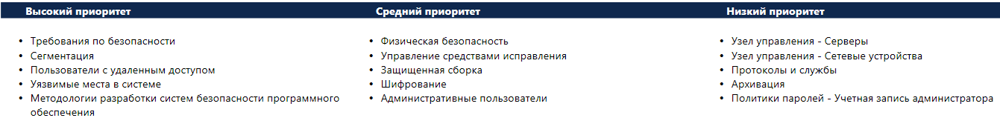 Высокий приоритет
Средний приоритет
Низкий приоритет
• Требования по безопасности
• Сегментация
• Пользователи с удаленным доступом
• Уязвимые места в системе
• Методологии разработки систем безопасности программного
обеспечения
• Физическая безопасность
• Управление средствами исправления
• Защищенная сборка
• Шифрование
• Административные пользователи
• Узел управления - Серверы
• Узел управления - Сетевые устройства
• Протоколы и службы
• Архивация
• Политики паролей - Учетная запись администратора